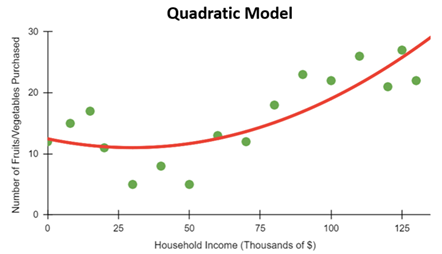 Quadratic Model
Number of Fruits/Vegetables Purchased
30
20
10
0
0 25 50 75 100 125
Household Income (Thousands of $)